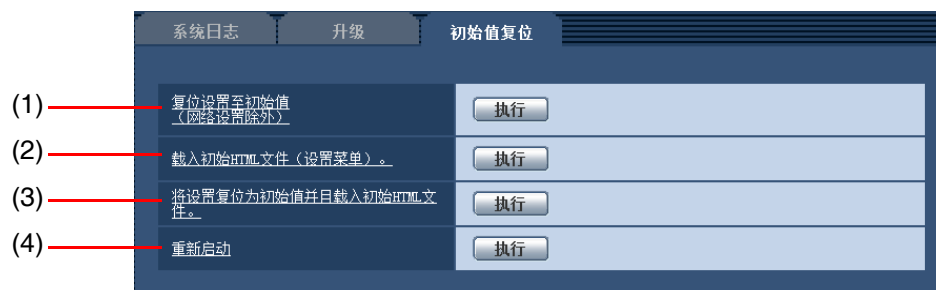 系统日志 升级 初始值复位
(1) 复位设置至初始值 执行
（网络设置除外）
(2) 载入初始HTML文件（设置菜单）。 执行
(3) 将设置复位为初始值并且载入初始HTML文 执行
件。
(4) 重新启动 执行